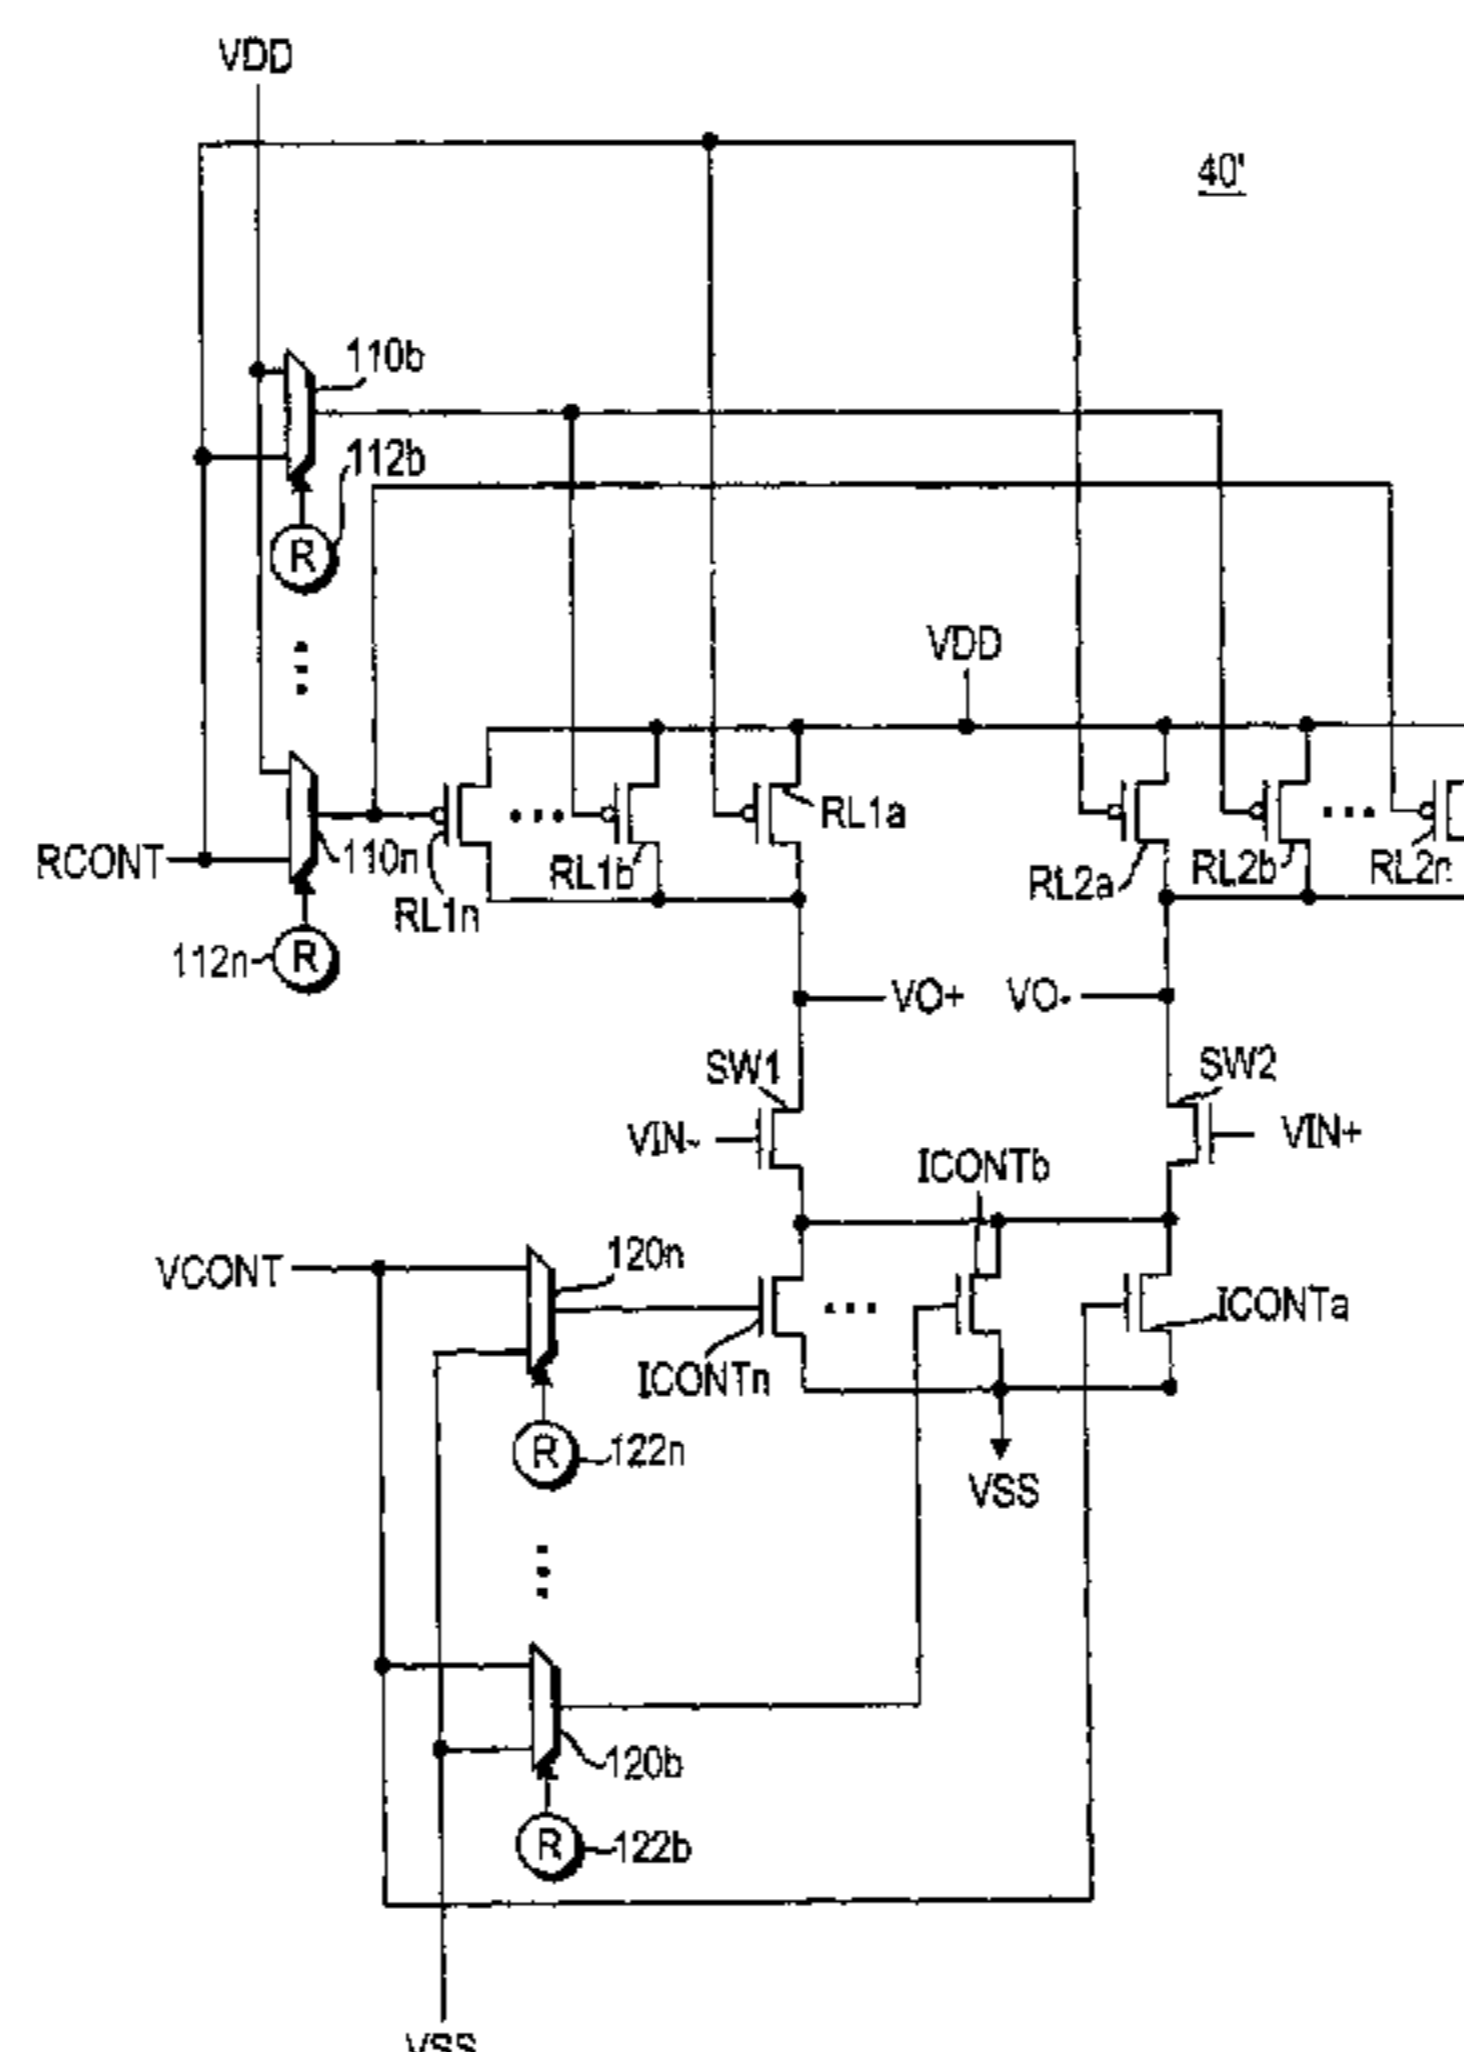 VDD
40'
110b
112b
R
VDD
RL1a
RCONT
110n
RL1b
RL2a
RL2b
RL2n
RL1n
112n
R
VO+
VO-
SW1
SW2
VIN-
VIN+
ICONTb
VCONT
120n
ICONTa
ICONTn
R
122n
VSS
120b
R
122b
VSS